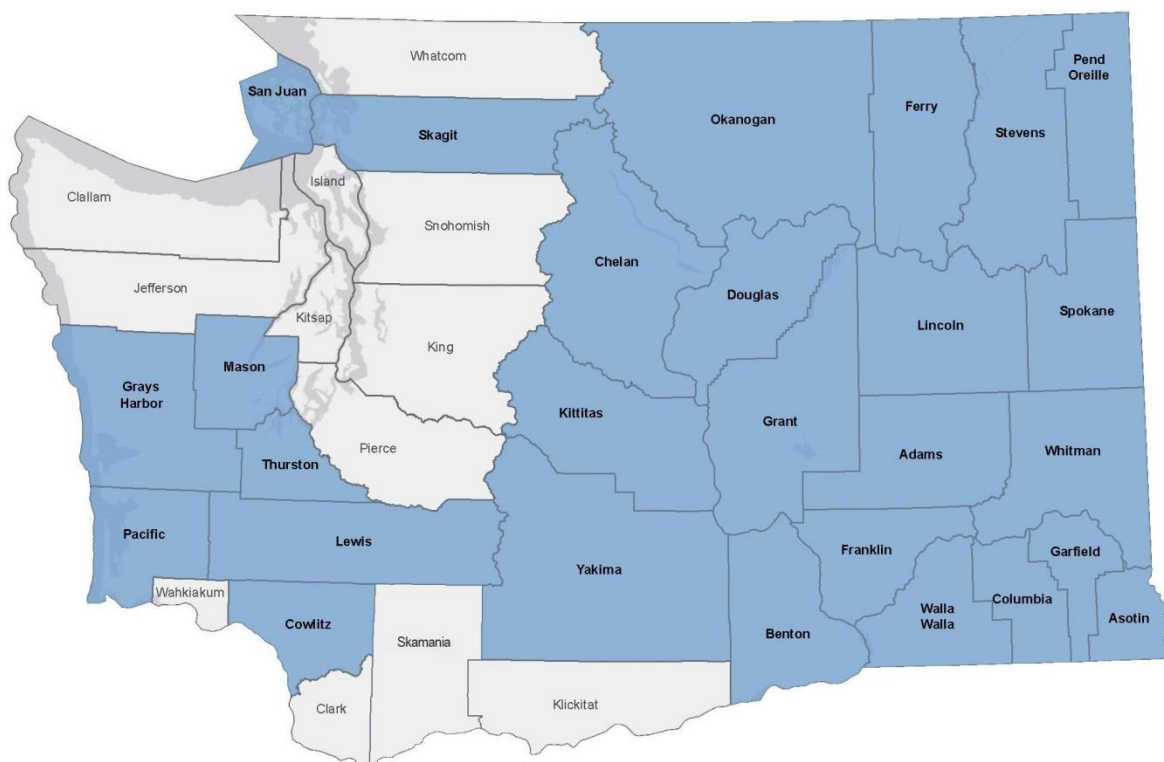 Whatcom
San Juan
Skagit
Okanogan
Ferry
Stevens
Pend
Oreille
Clallam
Island
Snohomish
Jefferson
Chelan
Douglas
Kitsap
King
Lincoln
Spokane
Mason
Grays
Harbor
Kittitas
Grant
Pierce
Adams
Whitman
Thurston
Pacific
Lewis
Yakima
Franklin
Garfield
Wahkiakum
Cowlitz
Skamania
Benton
Walla
Walla
Columbia
Asotin
Clark
Klickitat